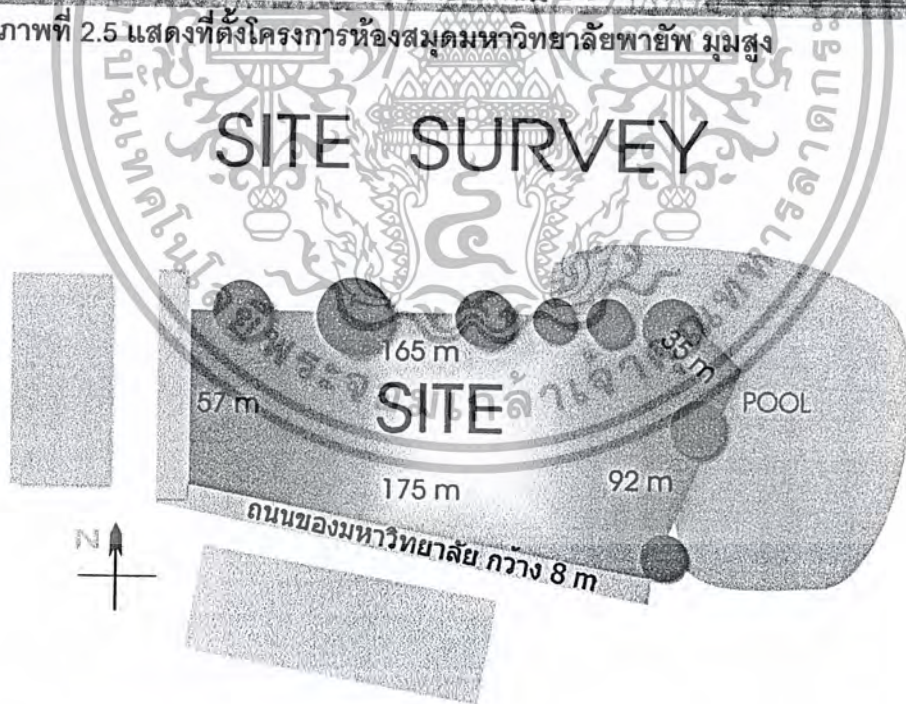 ภาพที่ 2.5 แสดงที่ตั้งโครงการห้องสมุดมหาวิทยาลัยพายัพ มุมสูง
SITE SURVEY
165 m
35 m
57 m
SITE
POOL
175 m
92 m
ถนนของมหาวิทยาลัย กว้าง 8 m
N